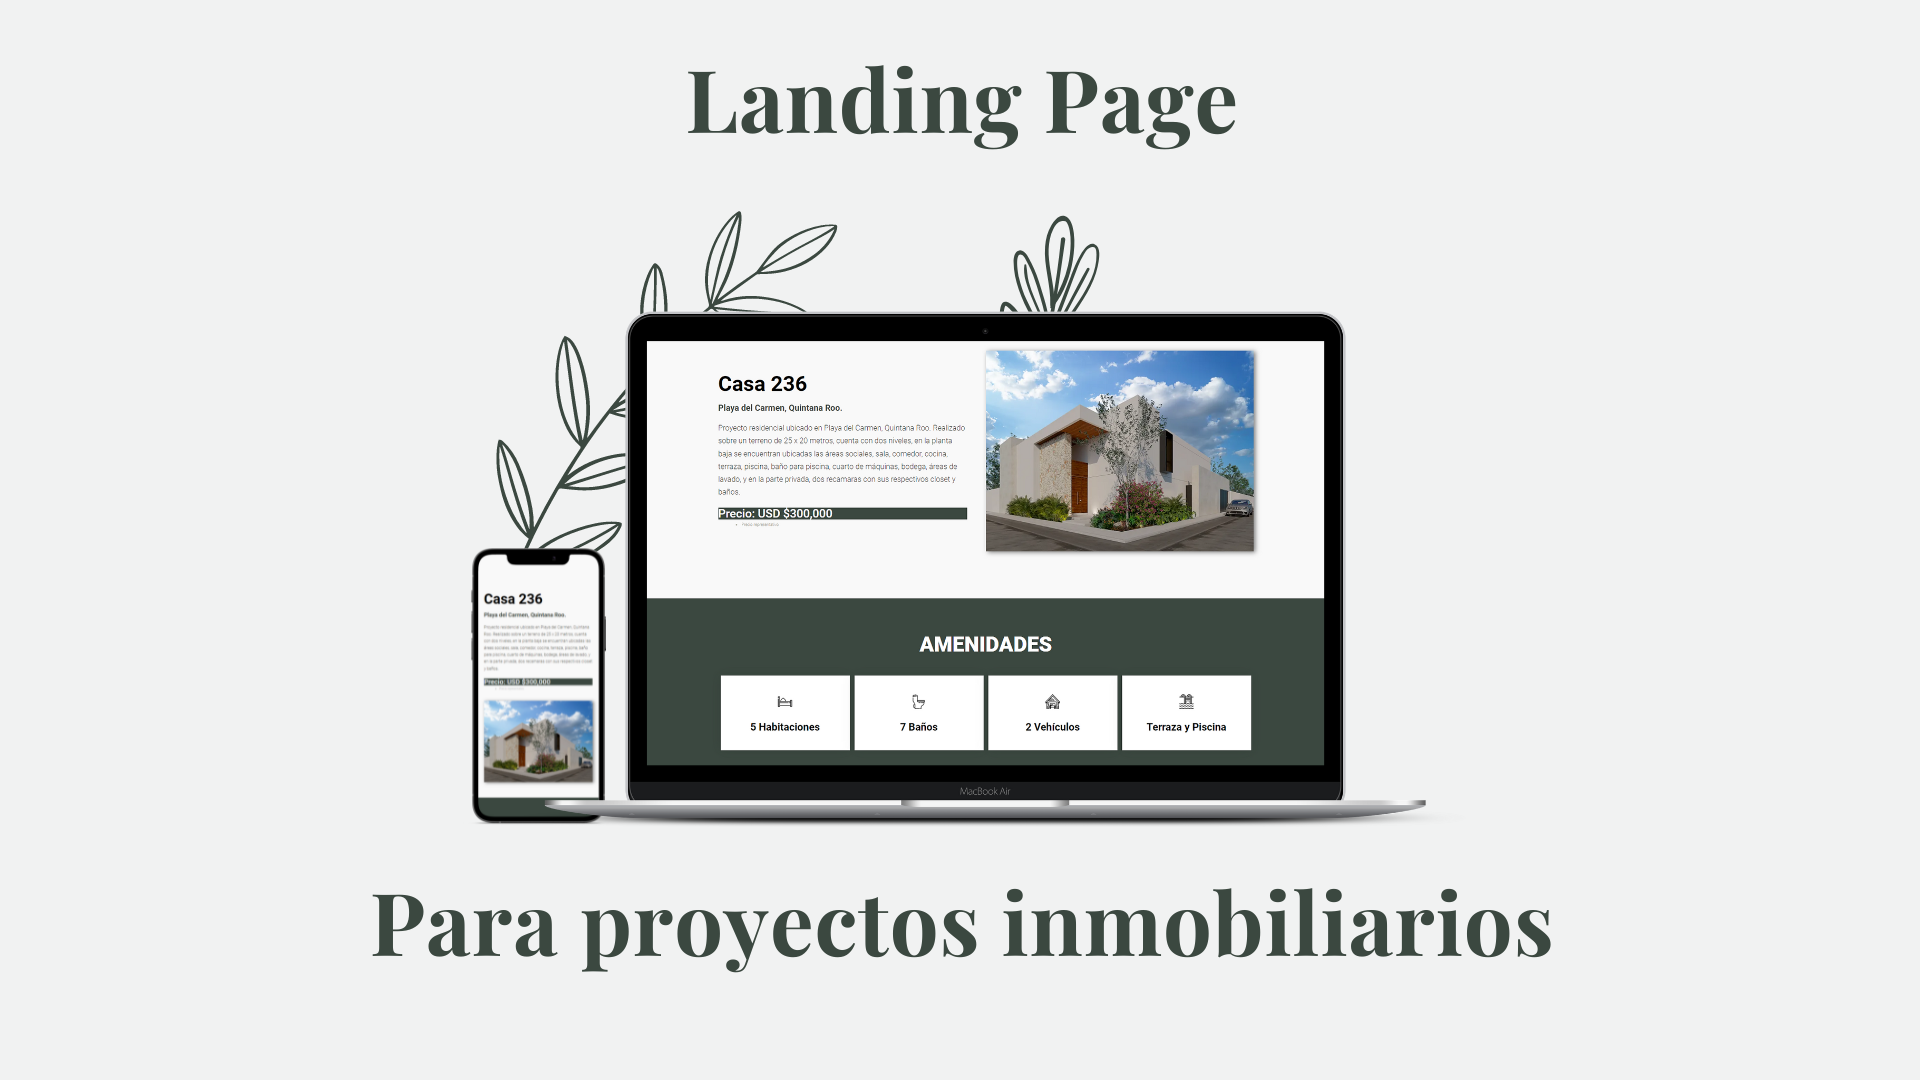 Landing Page
Casa 236
Playa del Carmen, Quintana Roo.
Proyecto residencial ubicado en Playa del Carmen, Quintana Roo. Realizado
sobre un terreno de 25 x 20 metros, cuenta con dos niveles, en la planta
baja se encuentran ubicadas las áreas sociales, sala, comedor, cocina,
terraza, piscina, baño para piscina, cuarto de máquinas, bodega, áreas de
lavado, y en la parte privada, dos recamaras con sus respectivos closet y
baños.
Precio: USD $300,000
AMENIDADES
5 Habitaciones
7 Baños
2 Vehículos
Terraza y Piscina
MacBook Air
Casa 236
Playa del Carmen, Quintana Roo.
Precio: USD $300,000
Para proyectos inmobiliarios